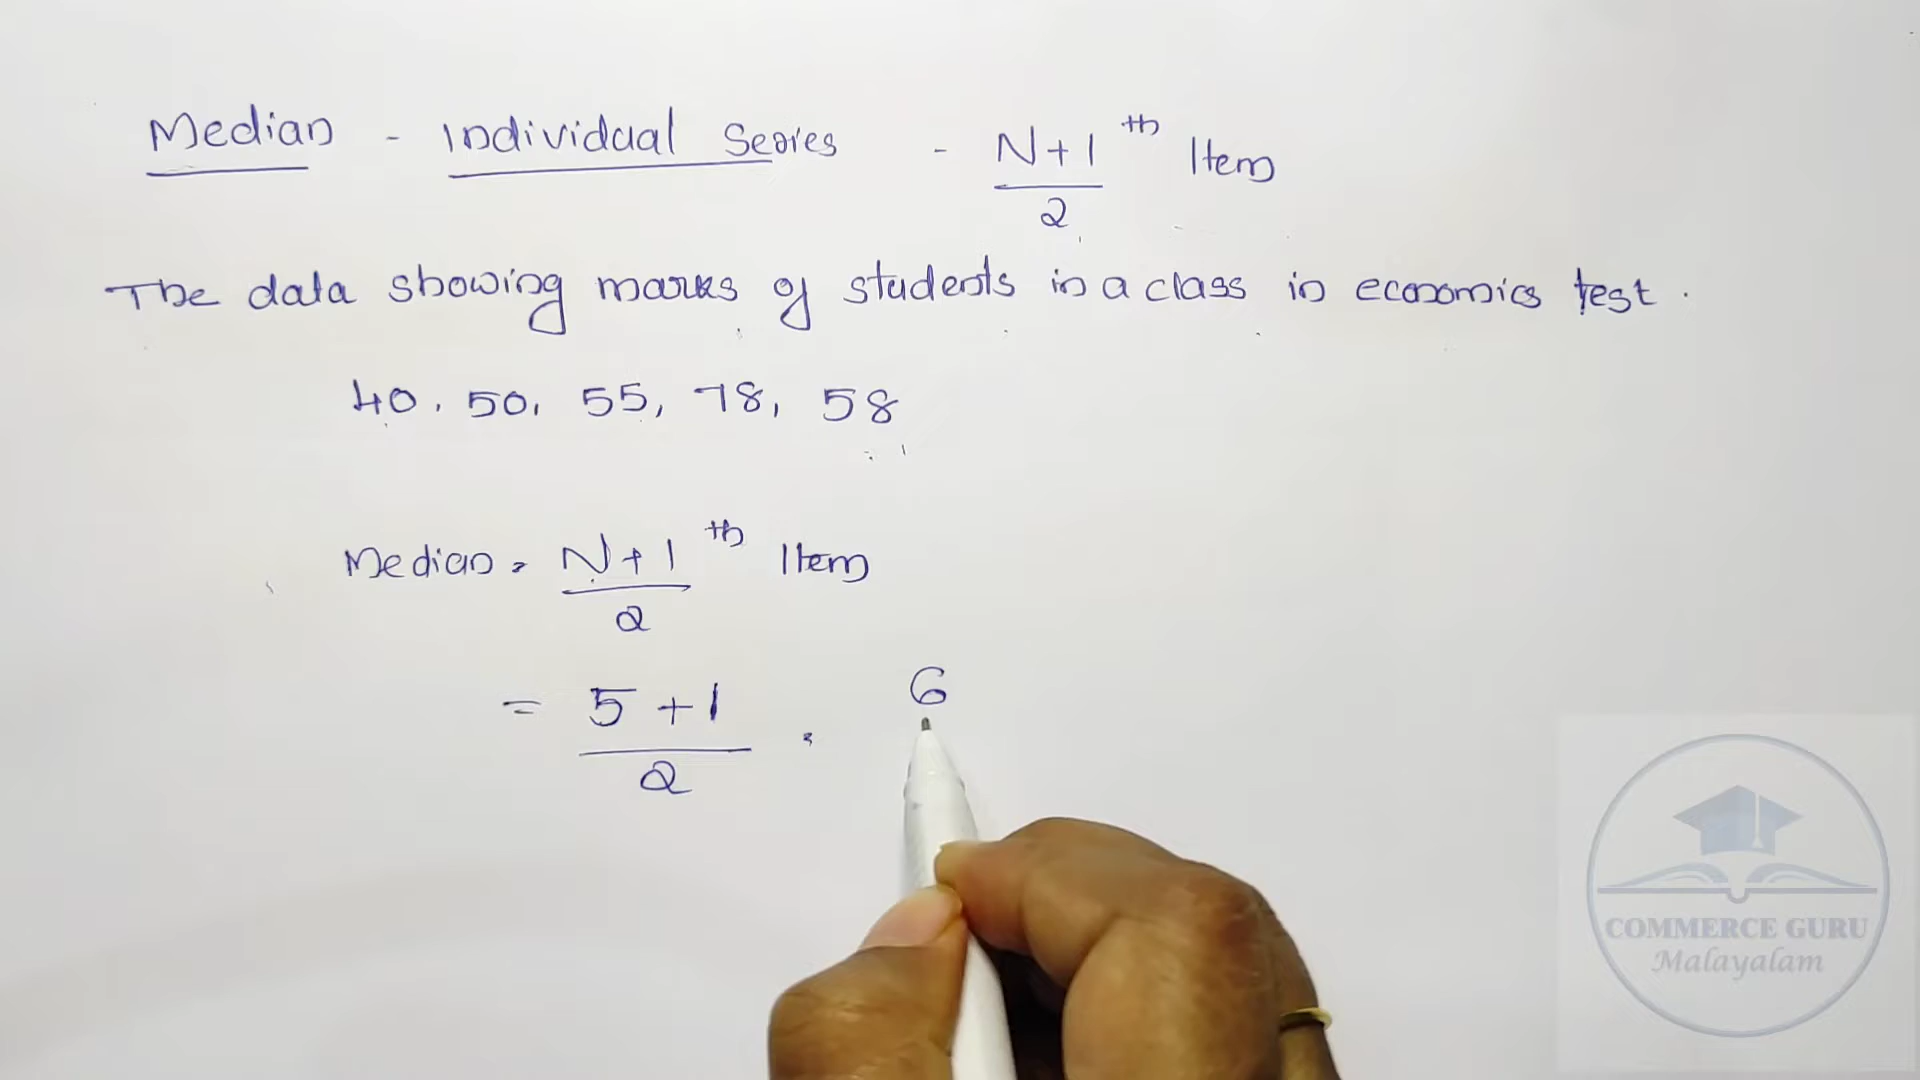 Median - Individual Series - N+1/2 th Item
The data showing marks of students in a class in economics test.
40, 50, 55, 78, 58
Median = N+1/2 th Item
= 5+1/2 = 6
COMMERCE GURU
Malayalam